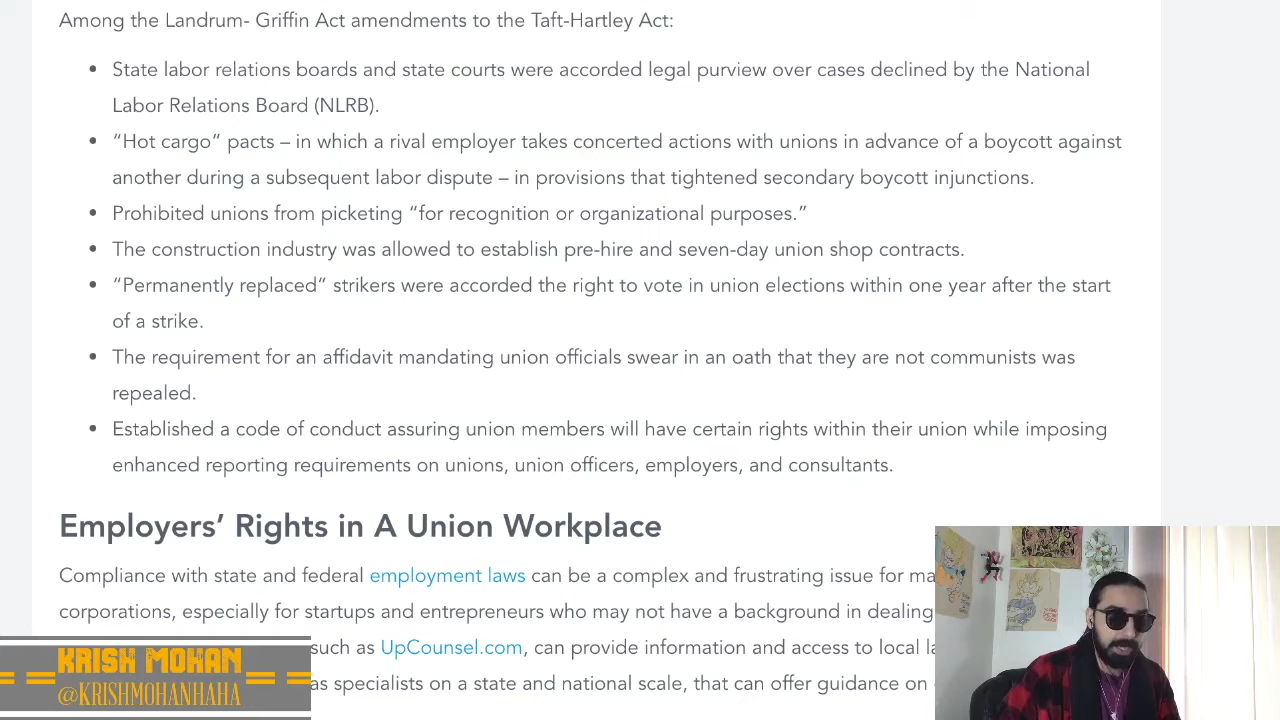 Among the Landrum- Griffin Act amendments to the Taft-Hartley Act:
• State labor relations boards and state courts were accorded legal purview over cases declined by the National
Labor Relations Board (NLRB).
• “Hot cargo” pacts – in which a rival employer takes concerted actions with unions in advance of a boycott against
another during a subsequent labor dispute – in provisions that tightened secondary boycott injunctions.
• Prohibited unions from picketing “for recognition or organizational purposes.”
• The construction industry was allowed to establish pre-hire and seven-day union shop contracts.
• “Permanently replaced” strikers were accorded the right to vote in union elections within one year after the start
of a strike.
• The requirement for an affidavit mandating union officials swear in an oath that they are not communists was
repealed.
• Established a code of conduct assuring union members will have certain rights within their union while imposing
enhanced reporting requirements on unions, union officers, employers, and consultants.
Employers’ Rights in A Union Workplace
Compliance with state and federal employment laws can be a complex and frustrating issue for
corporations, especially for startups and entrepreneurs who may not have a background in dealing
such as UpCounsel.com, can provide information and access to local
as specialists on a state and national scale, that can offer guidance on
KRISH MOHAN
@KRISHMOHANHAHA